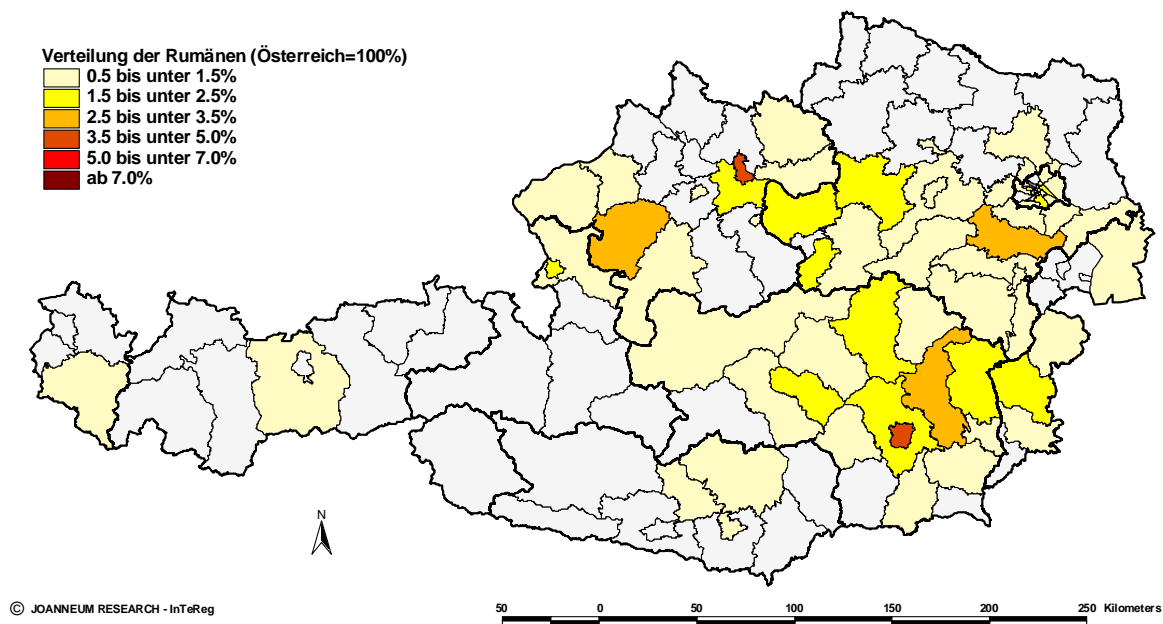 Verteilung der Rumänen (Österreich=100%)
0.5 bis unter 1.5%
1.5 bis unter 2.5%
2.5 bis unter 3.5%
3.5 bis unter 5.0%
5.0 bis unter 7.0%
ab 7.0%
N
© JOANNEUM RESEARCH - InTeReg
50 0 50 100 150 200 250 Kilometers